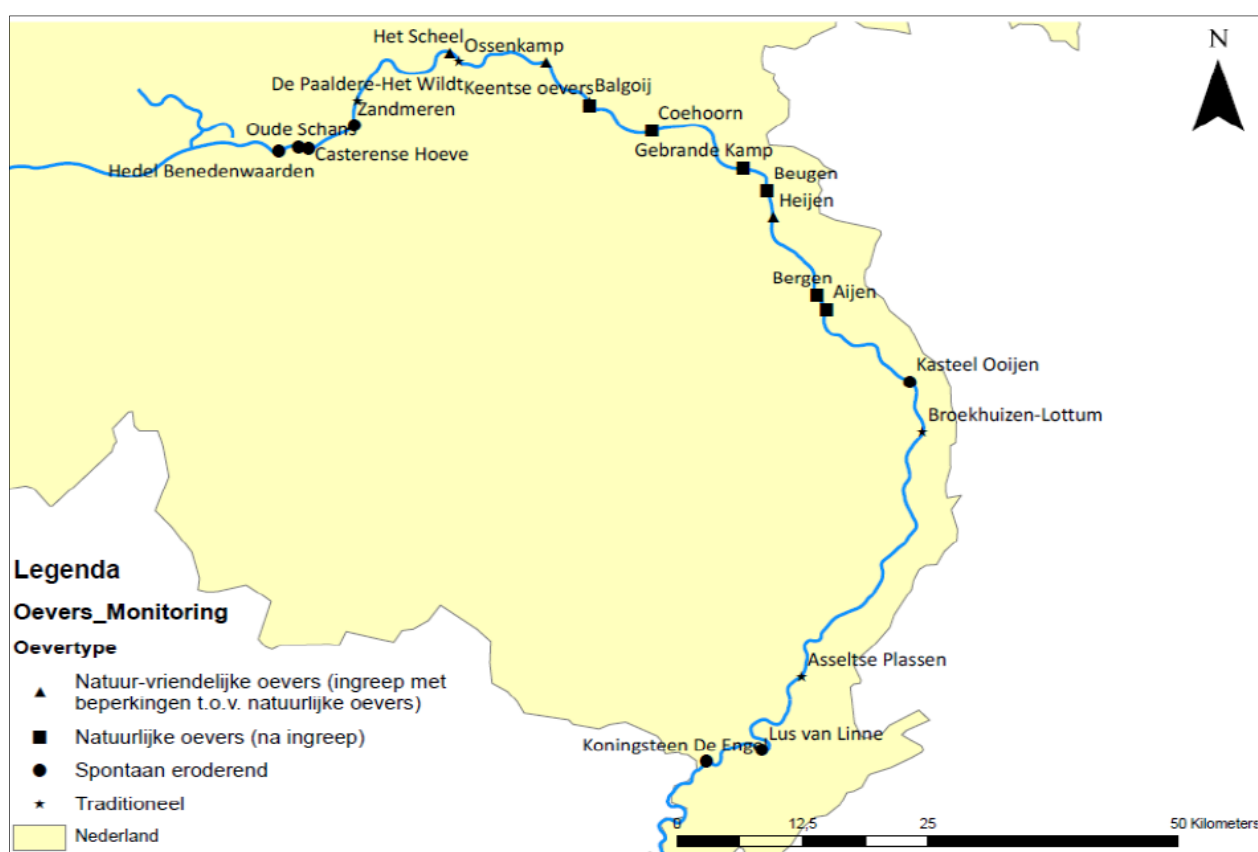 Het Scheel
Ossenkamp
N
De Paaldere-Het Wildt
Keentse oevers
Balgoij
Zandmeren
Coehoorn
Oude Schans
Casterense Hoeve
Gebrande Kamp
Hedel Benedenwaarden
Beugen
Heijen
Bergen
Aijen
Kasteel Ooijen
Broekhuizen-Lottum
Legenda
Oevers_Monitoring
Oevertype
Natuur-vriendelijke oevers (ingreep met
beperkingen t.o.v. natuurlijke oevers)
Natuurlijke oevers (na ingreep)
Spontaan eroderend
Traditioneel
Nederland
Asseltse Plassen
Lus van Linne
Koningsteen De Engel
0 12,5 25 50 Kilometers